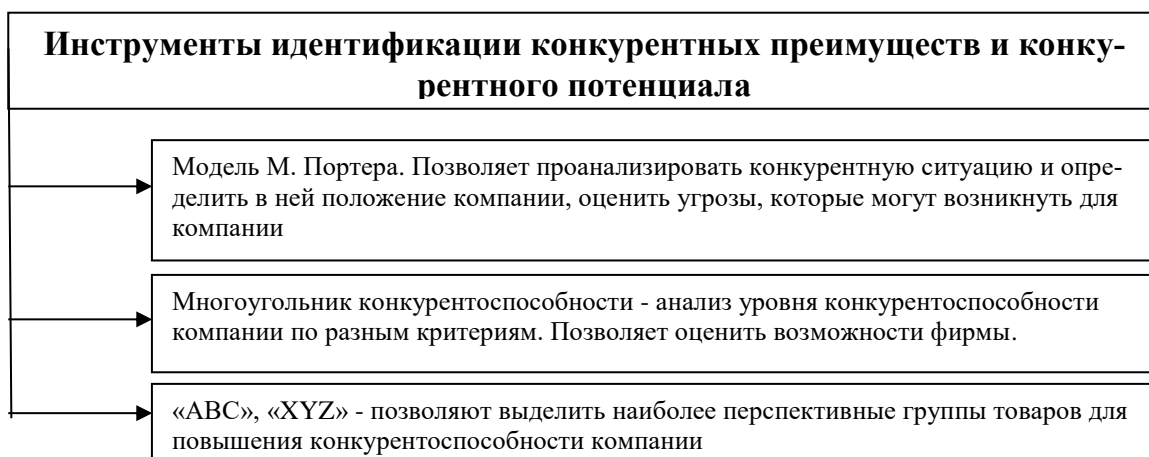 Инструменты идентификации конкурентных преимуществ и конку-
рентного потенциала
Модель М. Портера. Позволяет проанализировать конкурентную ситуацию и опре-
делить в ней положение компании, оценить угрозы, которые могут возникнуть для
компании
Многоугольник конкурентоспособности - анализ уровня конкурентоспособности
компании по разным критериям. Позволяет оценить возможности фирмы.
«ABC», «XYZ» - позволяют выделить наиболее перспективные группы товаров для
повышения конкурентоспособности компании